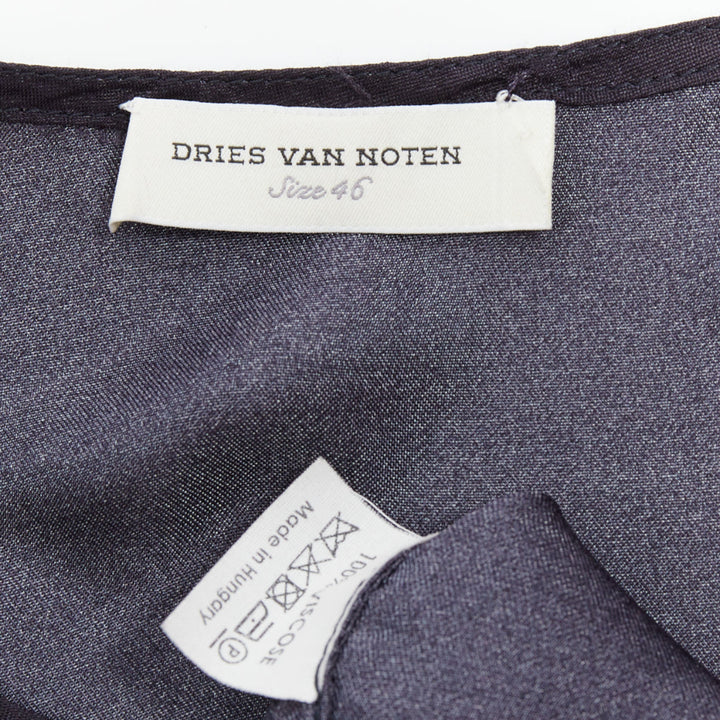 DRIES VAN NOTEN
Size 46
100% VISCOSE
P
Made in Hungary